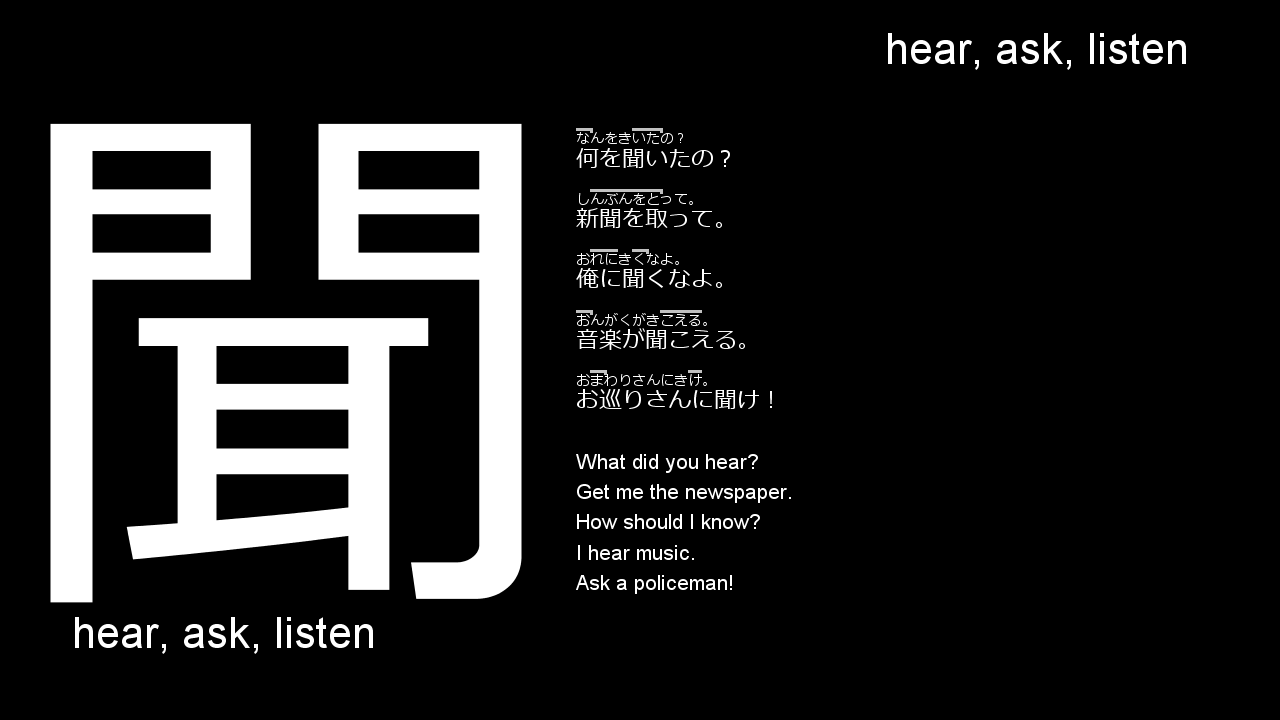 hear, ask, listen
聞
なんをきいたの？
何を聞いたの？
しんぶんをとって。
新聞を取って。
おれにきくなよ。
俺に聞くなよ。
おんがくがきこえる。
音楽が聞こえる。
おまわりさんにきけ。
お巡りさんに聞け！
What did you hear?
Get me the newspaper.
How should I know?
I hear music.
Ask a policeman!
hear, ask, listen